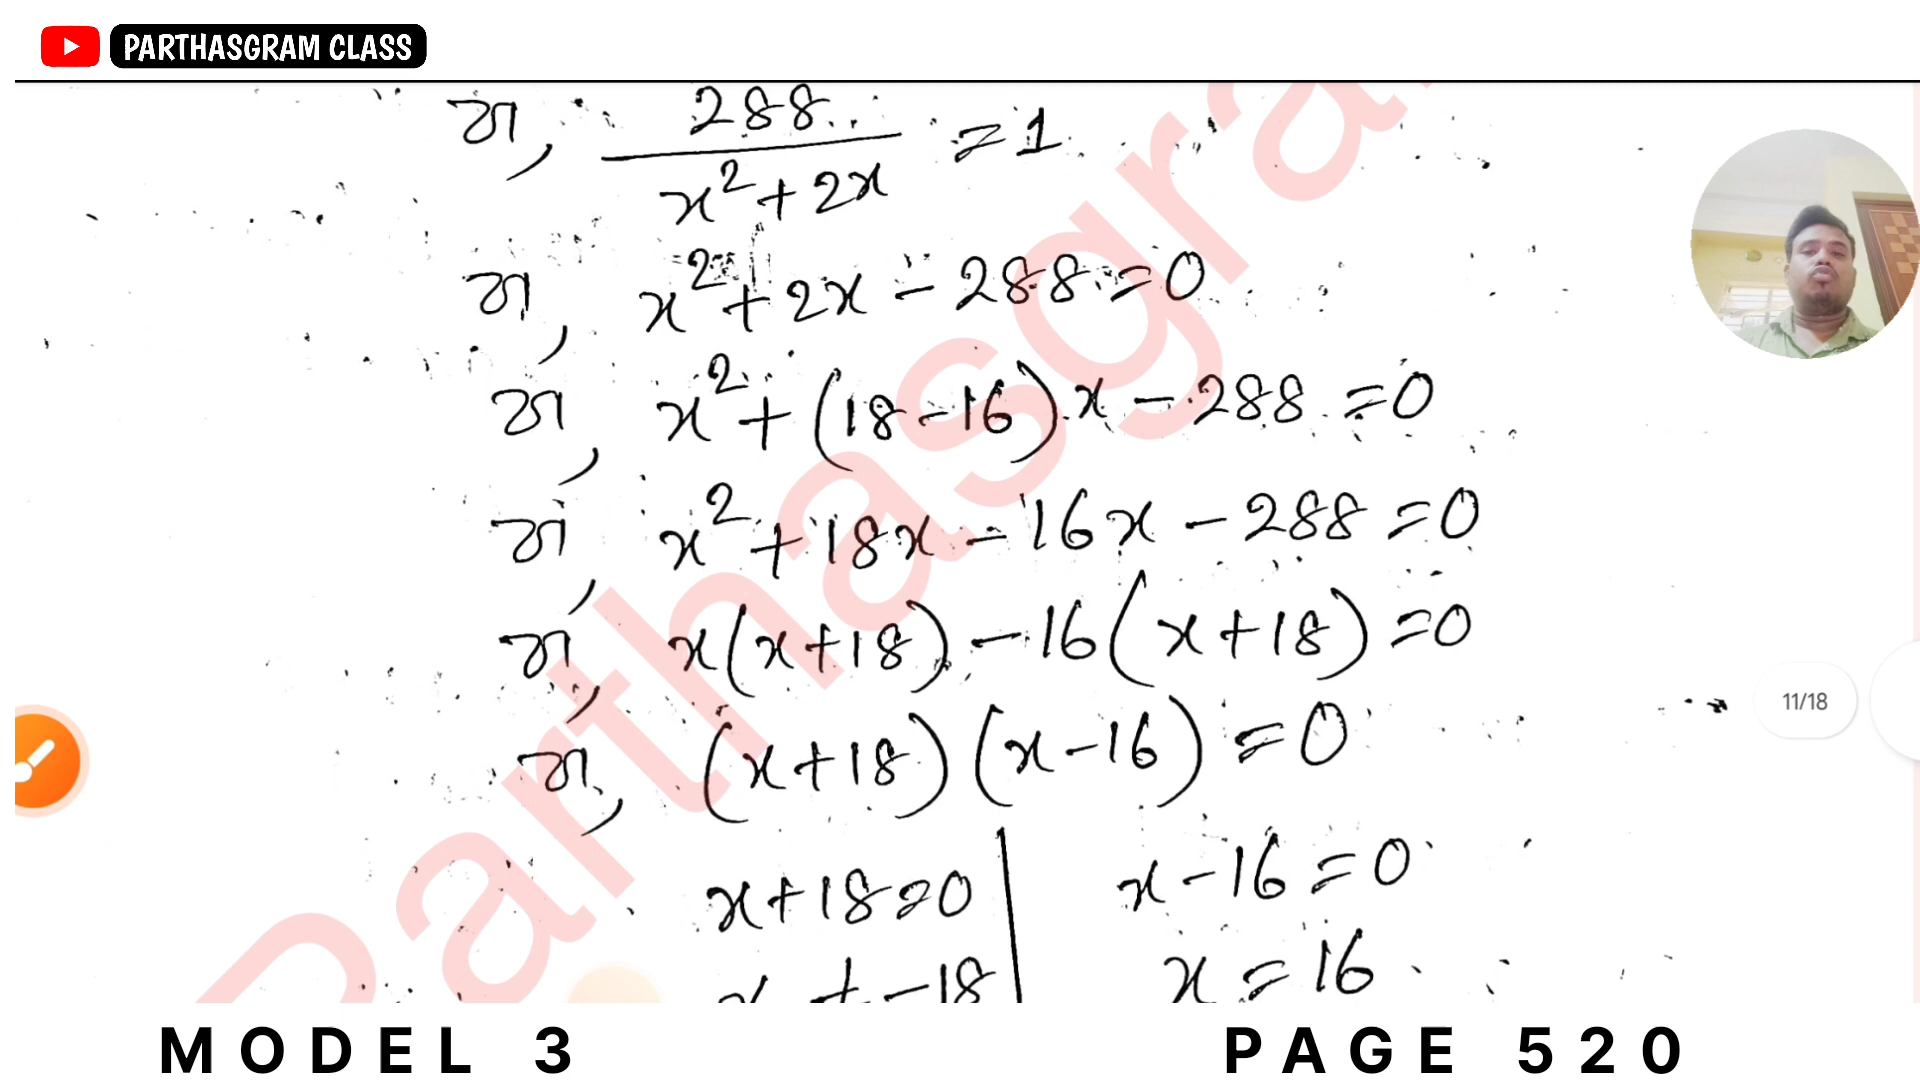 PARTHASGRAM CLASS
বা, 288 / x² + 2x = 1
বা, x² + 2x - 288 = 0
বা, x² + (18-16)x - 288 = 0
বা, x² + 18x - 16x - 288 = 0
বা, x(x+18) - 16(x+18) = 0
বা, (x+18)(x-16) = 0
x+18=0 | x-16=0
x ≠ -18 | x = 16
11/18
Parthasgra
MODEL 3 PAGE 520